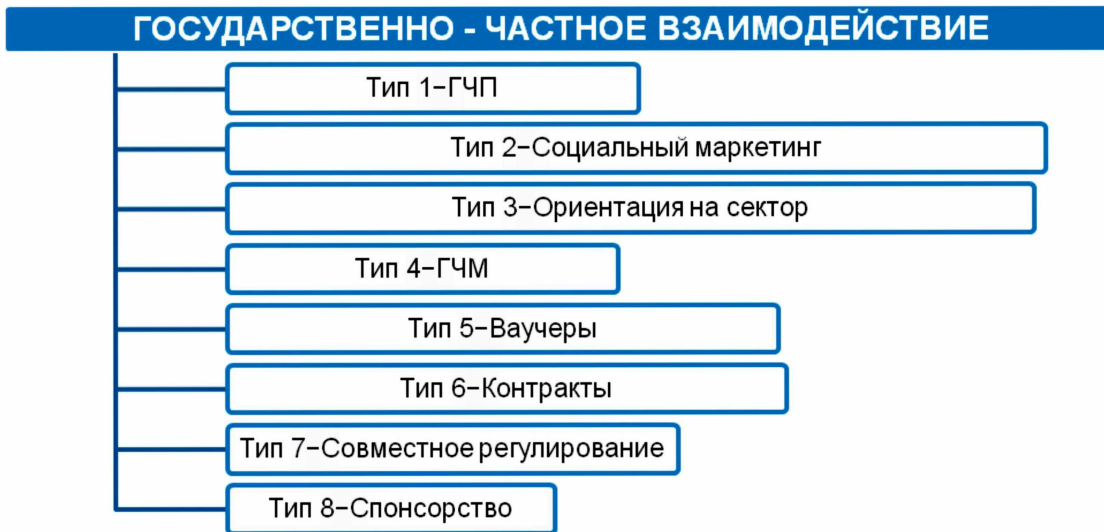 ГОСУДАРСТВЕННО - ЧАСТНОЕ ВЗАИМОДЕЙСТВИЕ
Тип 1–ГЧП
Тип 2–Социальный маркетинг
Тип 3–Ориентация на сектор
Тип 4–ГЧМ
Тип 5–Ваучеры
Тип 6–Контракты
Тип 7–Совместное регулирование
Тип 8–Спонсорство